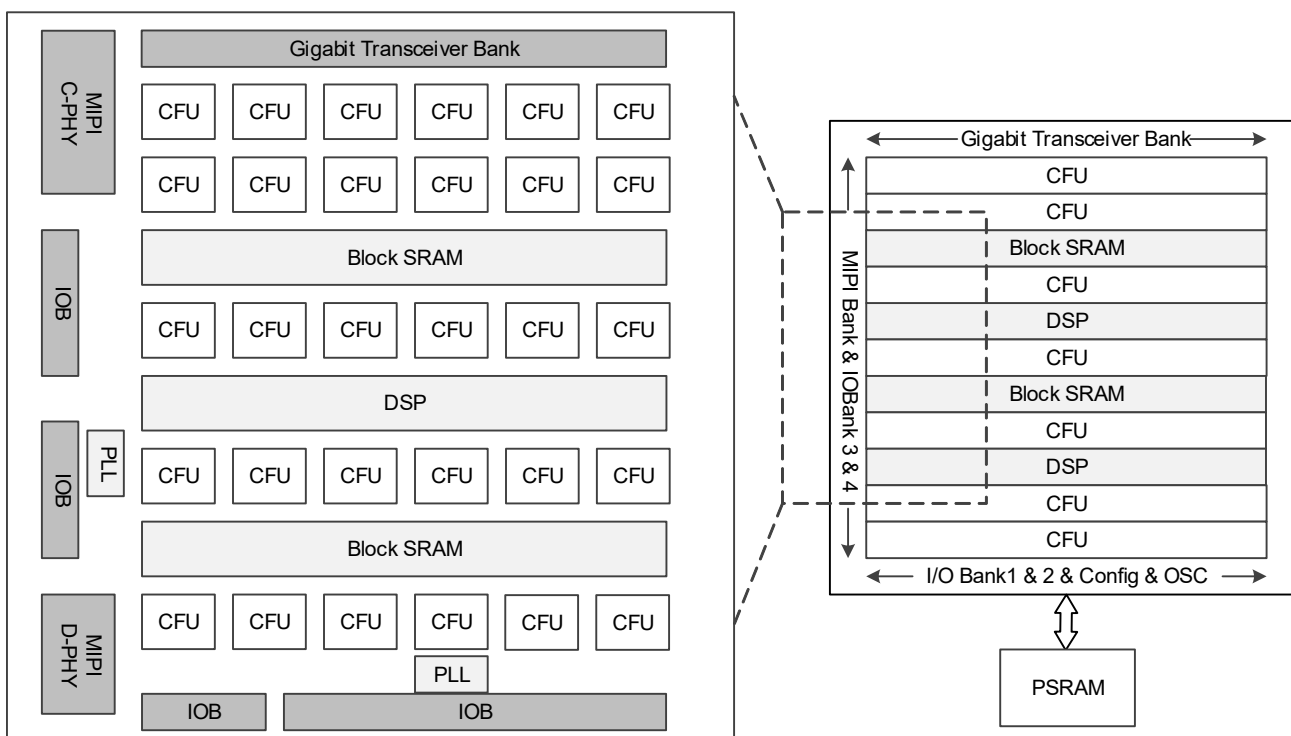 Gigabit Transceiver Bank
MIPI
C-PHY
CFU CFU CFU CFU CFU CFU
CFU CFU CFU CFU CFU CFU
Block SRAM
IOB
CFU CFU CFU CFU CFU CFU
DSP
IOB
PLL
CFU CFU CFU CFU CFU CFU
Block SRAM
MIPI
D-PHY
CFU CFU CFU CFU CFU CFU
PLL
IOB
IOB
Gigabit Transceiver Bank
MIPI Bank & IOBank 3 & 4
CFU
CFU
Block SRAM
CFU
DSP
CFU
Block SRAM
CFU
DSP
CFU
CFU
I/O Bank1 & 2 & Config & OSC
PSRAM